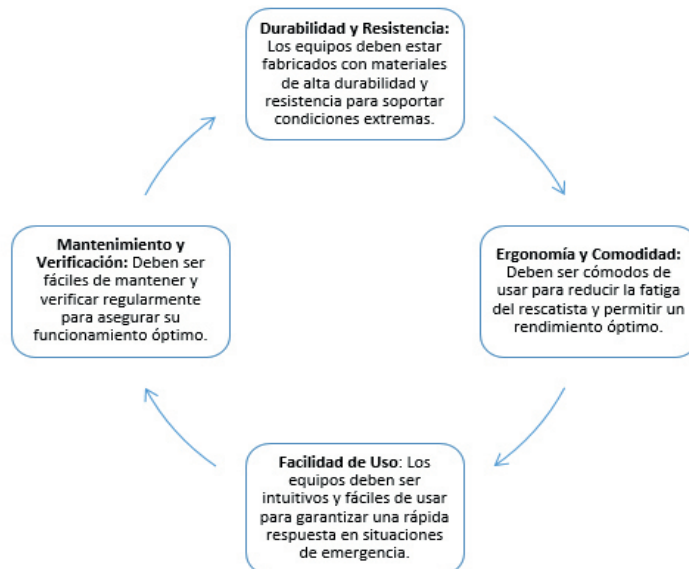 Durabilidad y Resistencia:
Los equipos deben estar
fabricados con materiales
de alta durabilidad y
resistencia para soportar
condiciones extremas.
Ergonomía y Comodidad:
Deben ser cómodos de
usar para reducir la fatiga
del rescatista y permitir un
rendimiento óptimo.
Facilidad de Uso: Los
equipos deben ser
intuitivos y fáciles de usar
para garantizar una rápida
respuesta en situaciones
de emergencia.
Mantenimiento y
Verificación: Deben ser
fáciles de mantener y
verificar regularmente
para asegurar su
funcionamiento óptimo.